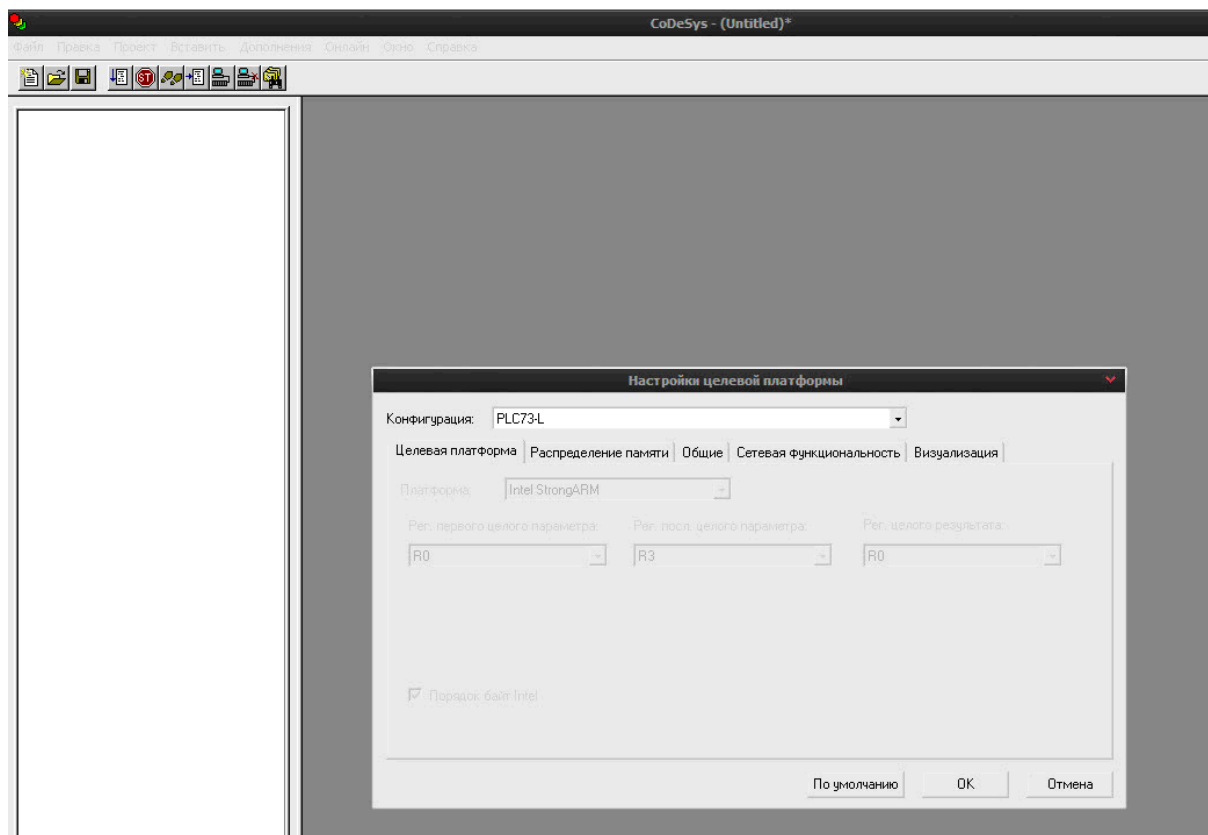 CoDeSys - (Untitled)*
Файл Правка Проект Вставить Дополнения Онлайн Окно Справка
ST
Настройки целевой платформы
Конфигурация: PLC73-L
Целевая платформа Распределение памяти Общие Сетевая функциональность Визуализация
Платформа: Intel StrongARM
Рег. первого целого параметра: Рег. посл. целого параметра: Рег. целого результата:
R0 R3 R0
Порядок байт Intel
По умолчанию OK Отмена